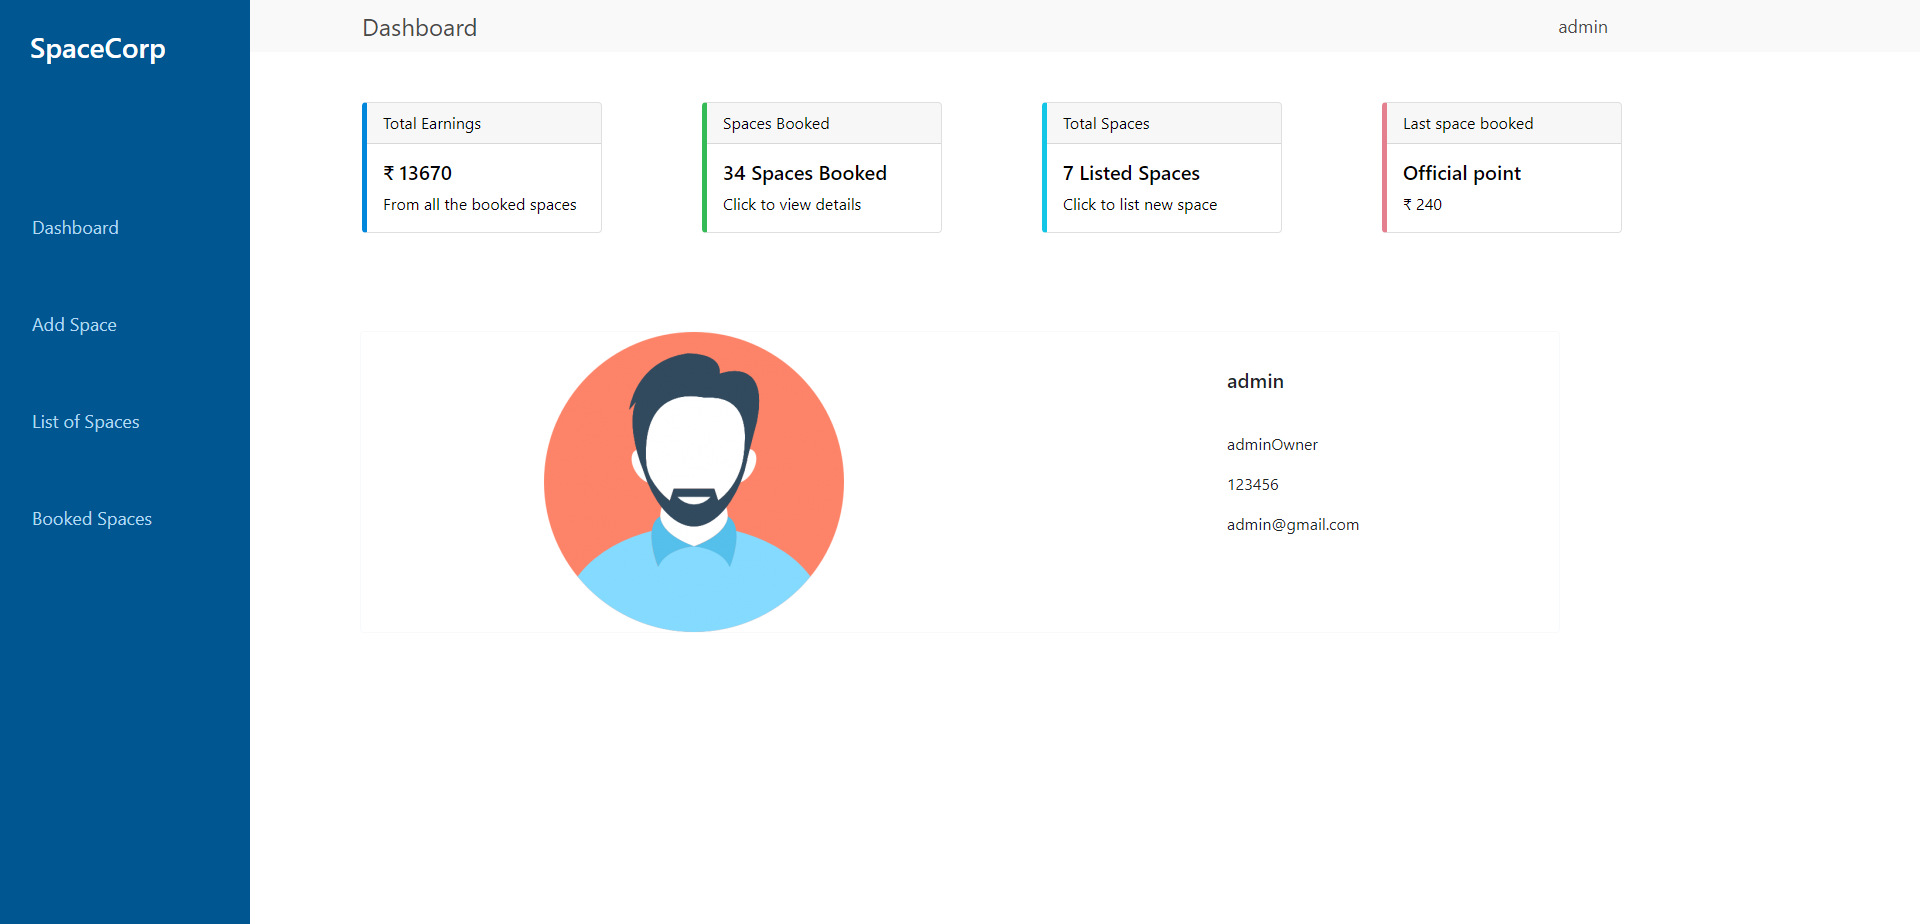 SpaceCorp
Dashboard
Add Space
List of Spaces
Booked Spaces
Dashboard
admin
Total Earnings
₹ 13670
From all the booked spaces
Spaces Booked
34 Spaces Booked
Click to view details
Total Spaces
7 Listed Spaces
Click to list new space
Last space booked
Official point
₹ 240
admin
adminOwner
123456
admin@gmail.com